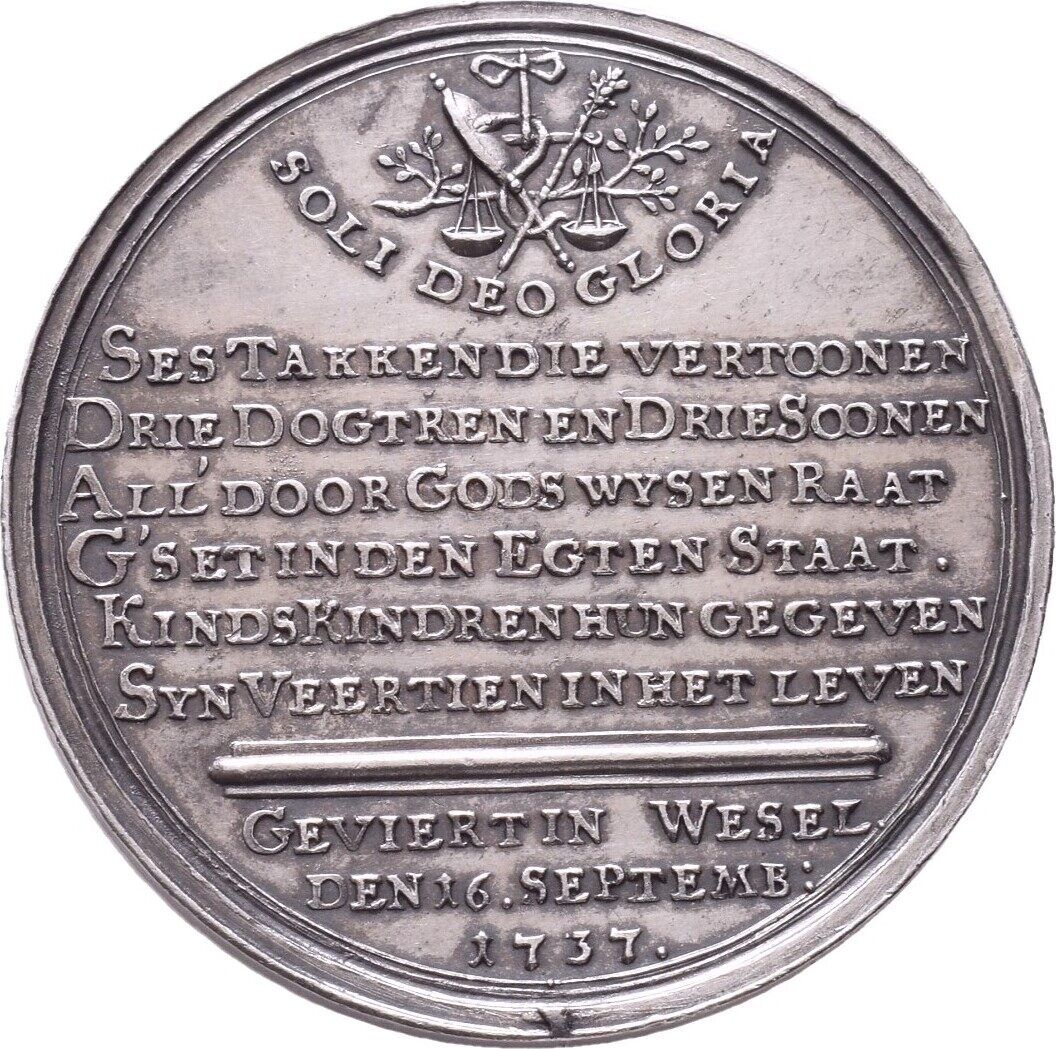 SOLI DEO GLORIA
SES TAKKEN DIE VERTOONEN
DRIE DOGTREN EN DRIE SOONEN
ALL' DOOR GODS WYSEN RAAT
G'SET IN DEN EGTEN STAAT.
KINDS KINDREN HUN GEGEVEN
SYN VEERTIEN IN HET LEVEN
GEVIERT IN WESEL.
DEN 16. SEPTEMB:
1737.